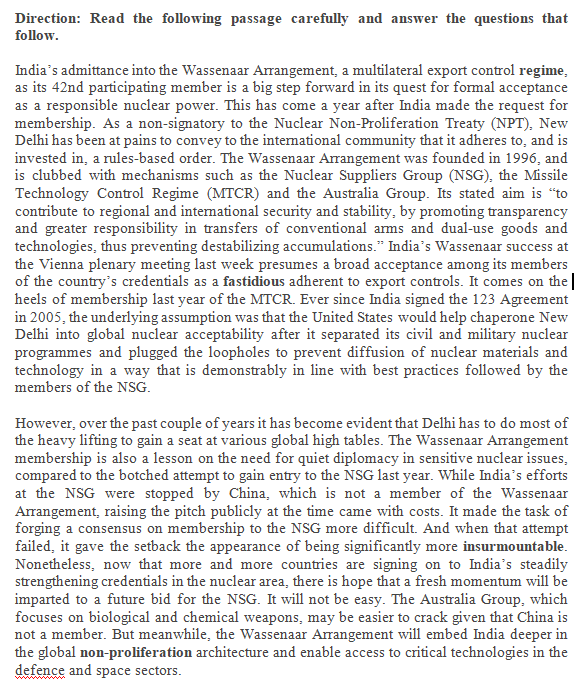 Direction: Read the following passage carefully and answer the questions that
follow.
India's admittance into the Wassenaar Arrangement, a multilateral export control regime,
as its 42nd participating member is a big step forward in its quest for formal acceptance
as a responsible nuclear power. This has come a year after India made the request for
membership. As a non-signatory to the Nuclear Non-Proliferation Treaty (NPT), New
Delhi has been at pains to convey to the international community that it adheres to, and is
invested in, a rules-based order. The Wassenaar Arrangement was founded in 1996, and
is clubbed with mechanisms such as the Nuclear Suppliers Group (NSG), the Missile
Technology Control Regime (MTCR) and the Australia Group. Its stated aim is “to
contribute to regional and international security and stability, by promoting transparency
and greater responsibility in transfers of conventional arms and dual-use goods and
technologies, thus preventing destabilizing accumulations.” India's Wassenaar success at
the Vienna plenary meeting last week presumes a broad acceptance among its members
of the country's credentials as a fastidious adherent to export controls. It comes on the
heels of membership last year of the MTCR. Ever since India signed the 123 Agreement
in 2005, the underlying assumption was that the United States would help chaperone New
Delhi into global nuclear acceptability after it separated its civil and military nuclear
programmes and plugged the loopholes to prevent diffusion of nuclear materials and
technology in a way that is demonstrably in line with best practices followed by the
members of the NSG.
However, over the past couple of years it has become evident that Delhi has to do most of
the heavy lifting to gain a seat at various global high tables. The Wassenaar Arrangement
membership is also a lesson on the need for quiet diplomacy in sensitive nuclear issues,
compared to the botched attempt to gain entry to the NSG last year. While India's efforts
at the NSG were stopped by China, which is not a member of the Wassenaar
Arrangement, raising the pitch publicly at the time came with costs. It made the task of
forging a consensus on membership to the NSG more difficult. And when that attempt
failed, it gave the setback the appearance of being significantly more insurmountable.
Nonetheless, now that more and more countries are signing on to India's steadily
strengthening credentials in the nuclear area, there is hope that a fresh momentum will be
imparted to a future bid for the NSG. It will not be easy. The Australia Group, which
focuses on biological and chemical weapons, may be easier to crack given that China is
not a member. But meanwhile, the Wassenaar Arrangement will embed India deeper in
the global non-proliferation architecture and enable access to critical technologies in the
defence and space sectors.